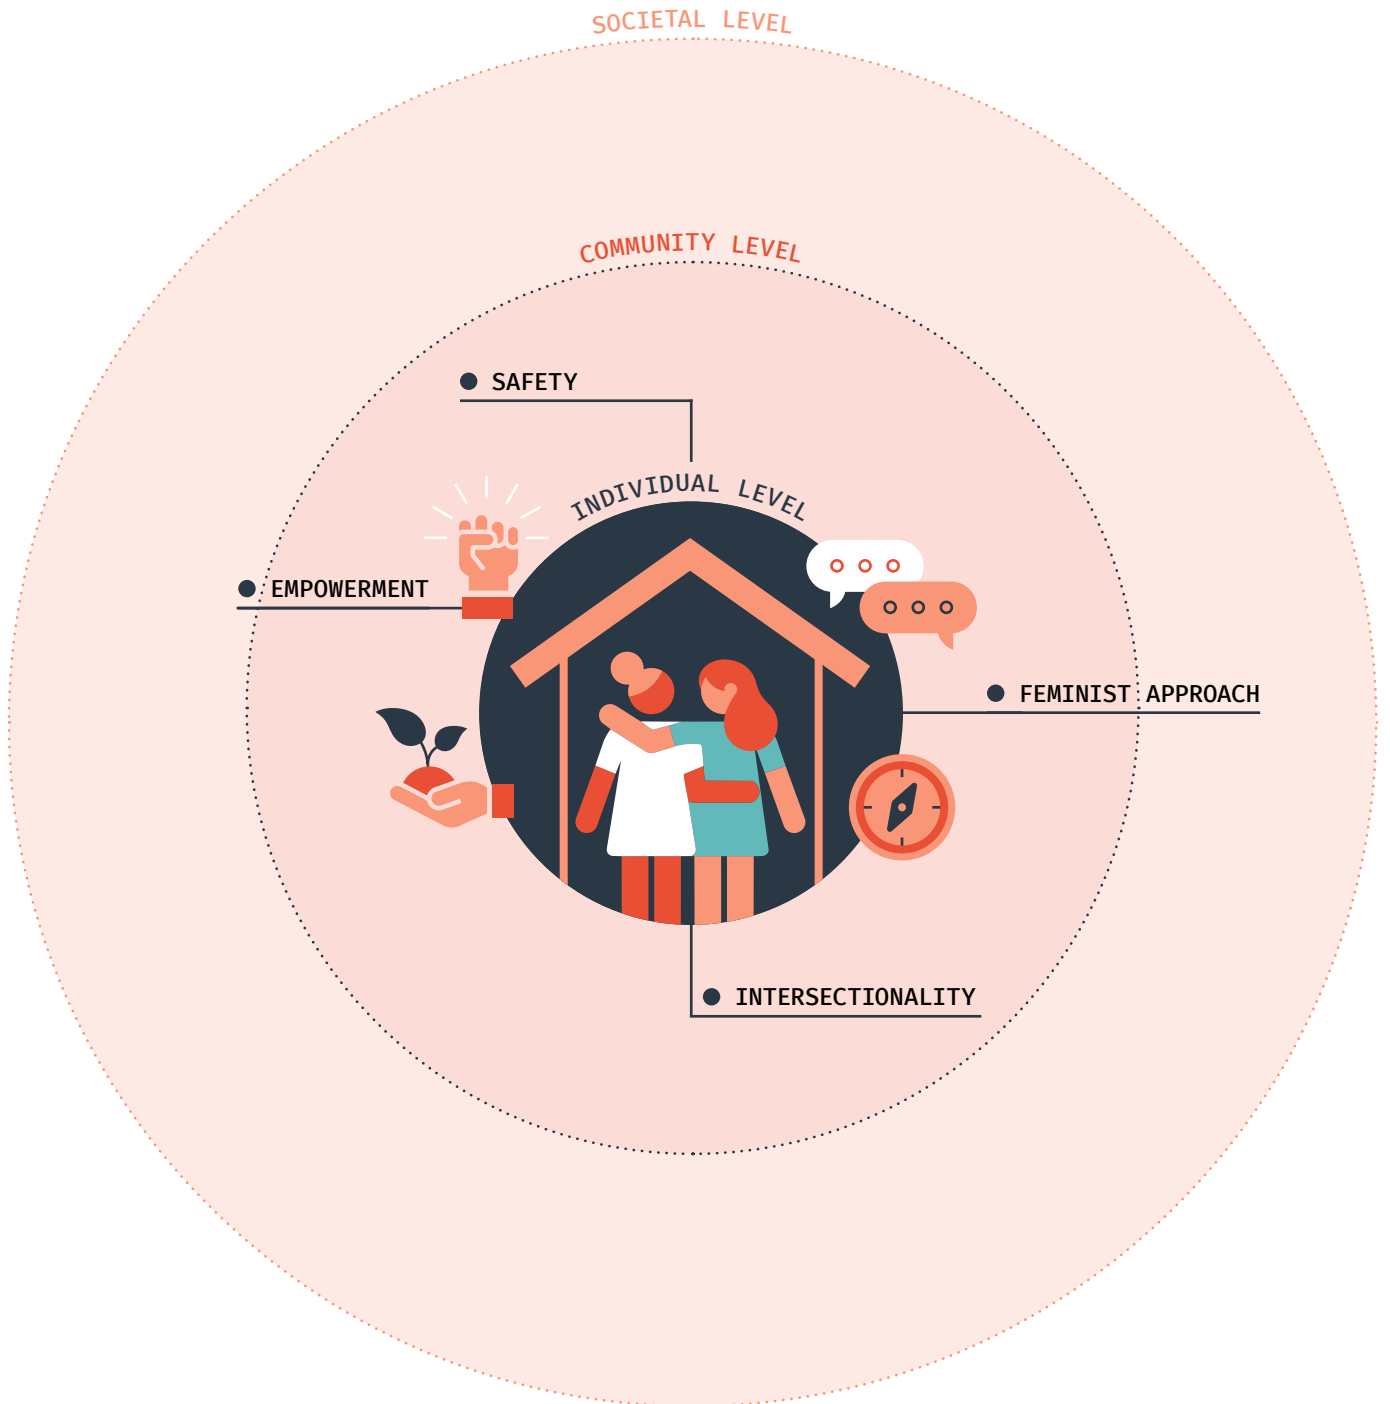 SOCIETAL LEVEL
COMMUNITY LEVEL
SAFETY
INDIVIDUAL LEVEL
EMPOWERMENT
FEMINIST APPROACH
INTERSECTIONALITY